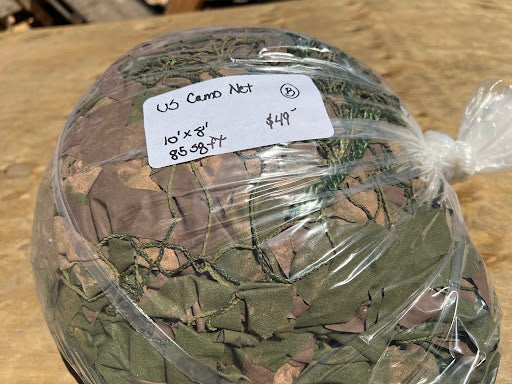 US Camo Net B
10' x 8' $49-
85 sq ft